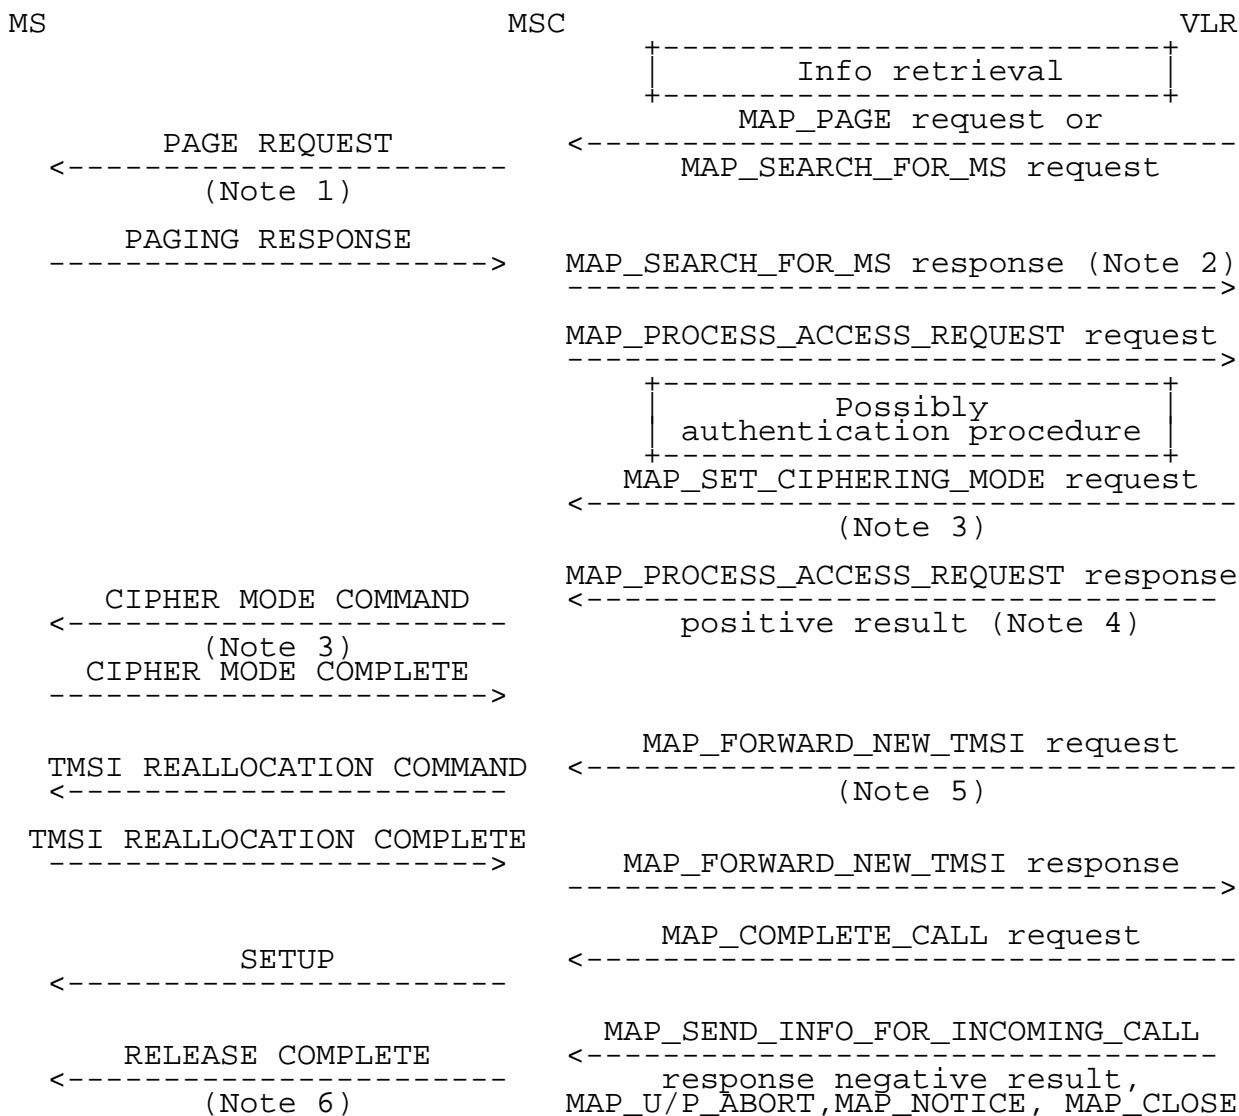 MS MSC VLR
Info retrieval
MAP_PAGE request or
PAGE REQUEST
MAP_SEARCH_FOR_MS request
(Note 1)
PAGING RESPONSE
MAP_SEARCH_FOR_MS response (Note 2)
MAP_PROCESS_ACCESS_REQUEST request
Possibly
authentication procedure
MAP_SET_CIPHERING_MODE request
(Note 3)
MAP_PROCESS_ACCESS_REQUEST response
CIPHER MODE COMMAND
positive result (Note 4)
(Note 3)
CIPHER MODE COMPLETE
MAP_FORWARD_NEW_TMSI request
TMSI REALLOCATION COMMAND
(Note 5)
TMSI REALLOCATION COMPLETE
MAP_FORWARD_NEW_TMSI response
MAP_COMPLETE_CALL request
SETUP
MAP_SEND_INFO_FOR_INCOMING_CALL
RELEASE COMPLETE
response negative result,
(Note 6) MAP_U/P_ABORT,MAP_NOTICE, MAP_CLOSE